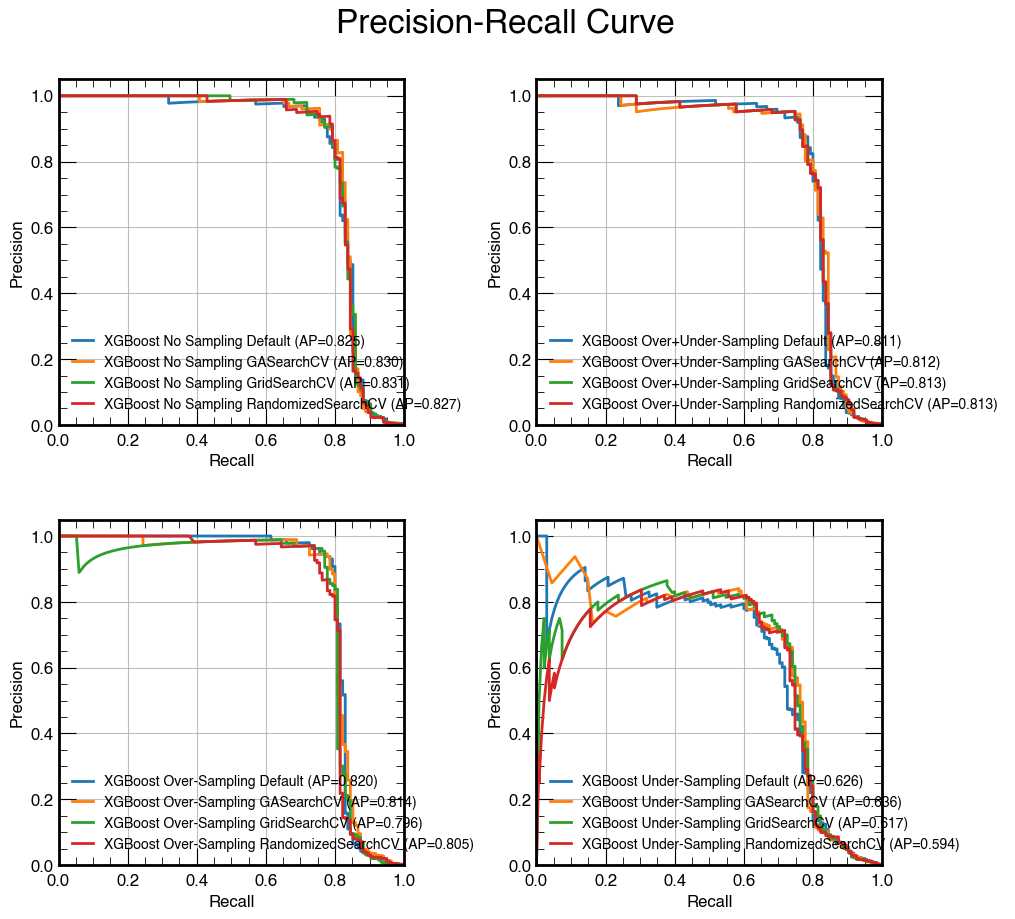 Precision-Recall Curve
1.0
0.8
0.6
0.4
0.2
0.0
Precision
XGBoost No Sampling Default (AP=0.825)
XGBoost No Sampling GASearchCV (AP=0.830)
XGBoost No Sampling GridSearchCV (AP=0.831)
XGBoost No Sampling RandomizedSearchCV (AP=0.827)
0.0 0.2 0.4 0.6 0.8 1.0
Recall
1.0
0.8
0.6
0.4
0.2
0.0
Precision
XGBoost Over+Under-Sampling Default (AP=0.811)
XGBoost Over+Under-Sampling GASearchCV (AP=0.812)
XGBoost Over+Under-Sampling GridSearchCV (AP=0.813)
XGBoost Over+Under-Sampling RandomizedSearchCV (AP=0.813)
0.0 0.2 0.4 0.6 0.8 1.0
Recall
1.0
0.8
0.6
0.4
0.2
0.0
Precision
XGBoost Over-Sampling Default (AP=0.820)
XGBoost Over-Sampling GASearchCV (AP=0.814)
XGBoost Over-Sampling GridSearchCV (AP=0.796)
XGBoost Over-Sampling RandomizedSearchCV (AP=0.805)
0.0 0.2 0.4 0.6 0.8 1.0
Recall
1.0
0.8
0.6
0.4
0.2
0.0
Precision
XGBoost Under-Sampling Default (AP=0.626)
XGBoost Under-Sampling GASearchCV (AP=0.636)
XGBoost Under-Sampling GridSearchCV (AP=0.617)
XGBoost Under-Sampling RandomizedSearchCV (AP=0.594)
0.0 0.2 0.4 0.6 0.8 1.0
Recall